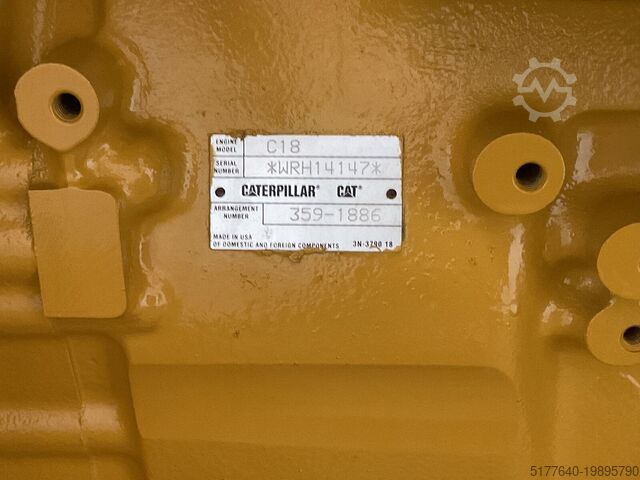 ENGINE MODEL C18
SERIAL NUMBER *WRH14147*
CATERPILLAR® CAT®
ARRANGEMENT NUMBER 359-1886
MADE IN USA
OF DOMESTIC AND FOREIGN COMPONENTS 3N-3790 18
5177640-19895790